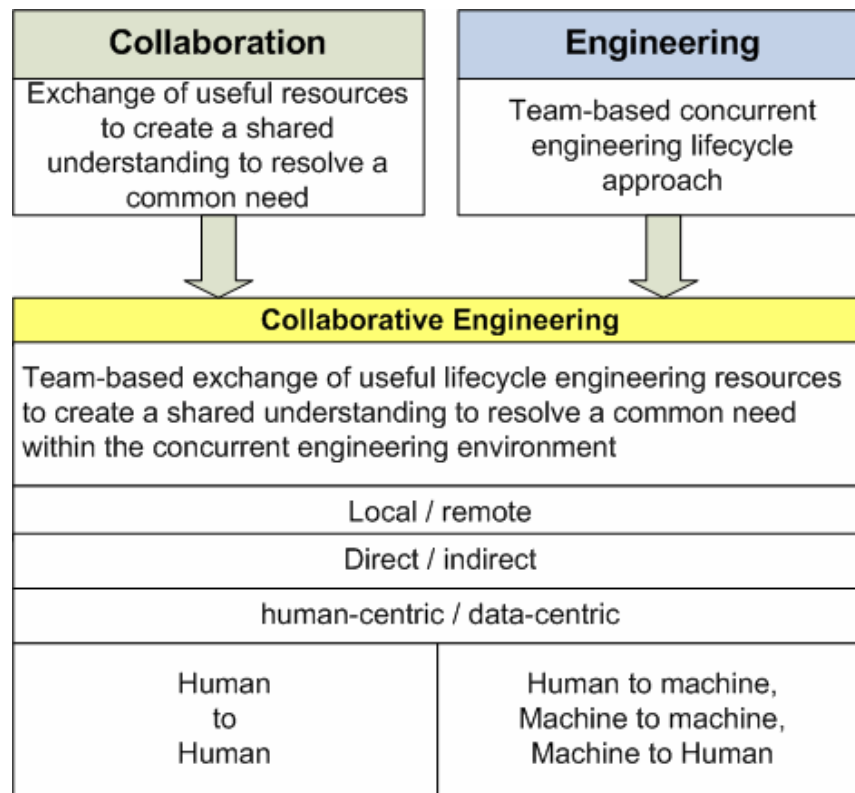 Collaboration
Exchange of useful resources
to create a shared
understanding to resolve a
common need
Engineering
Team-based concurrent
engineering lifecycle
approach
Collaborative Engineering
Team-based exchange of useful lifecycle engineering resources
to create a shared understanding to resolve a common need
within the concurrent engineering environment
Local / remote
Direct / indirect
human-centric / data-centric
Human
to
Human
Human to machine,
Machine to machine,
Machine to Human